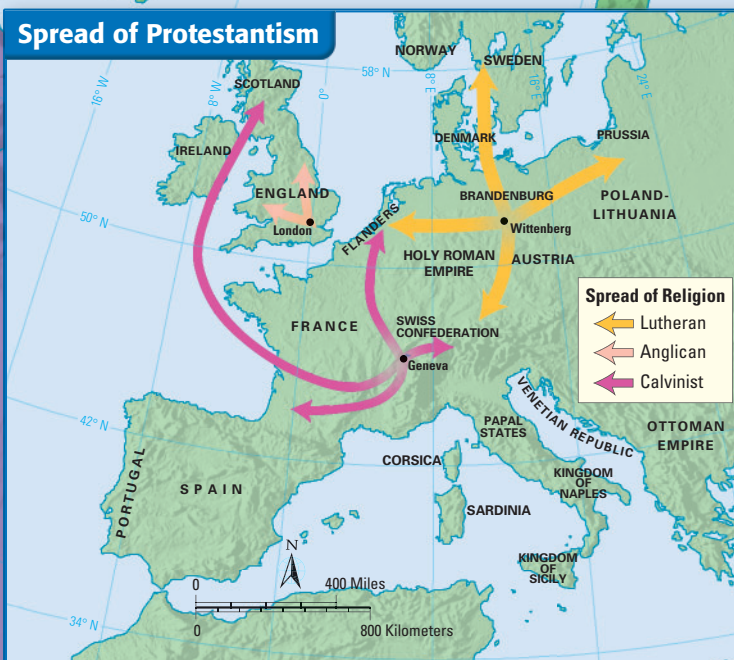 Spread of Protestantism
NORWAY
SWEDEN
16° W
8° W
0°
58° N
8° E
16° E
24° E
SCOTLAND
DENMARK
PRUSSIA
IRELAND
ENGLAND
BRANDENBURG
POLAND-
LITHUANIA
50° N
London
FLANDERS
Wittenberg
HOLY ROMAN
EMPIRE
AUSTRIA
Spread of Religion
Lutheran
Anglican
Calvinist
FRANCE
SWISS
CONFEDERATION
Geneva
VENETIAN REPUBLIC
42° N
PAPAL
STATES
OTTOMAN
EMPIRE
PORTUGAL
SPAIN
CORSICA
KINGDOM
OF
NAPLES
SARDINIA
N
KINGDOM
OF
SICILY
0
400 Miles
0
800 Kilometers
34° N